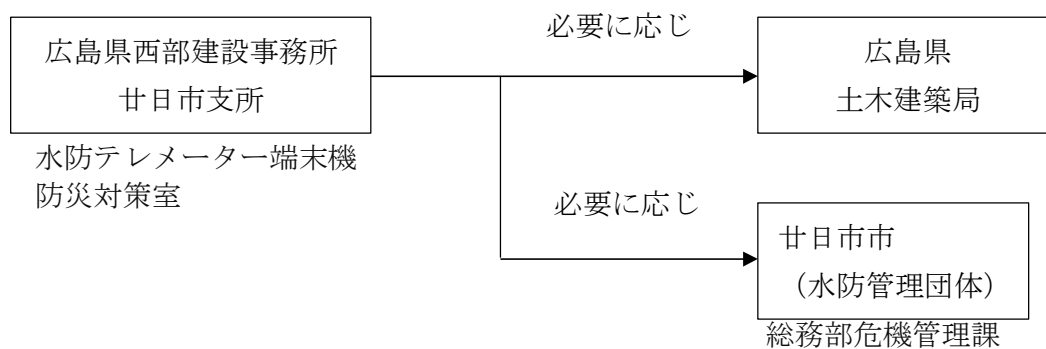 必要に応じ
広島県西部建設事務所
廿日市支所
広島県
土木建築局
水防テレメーター端末機
防災対策室
必要に応じ
廿日市市
（水防管理団体）
総務部危機管理課